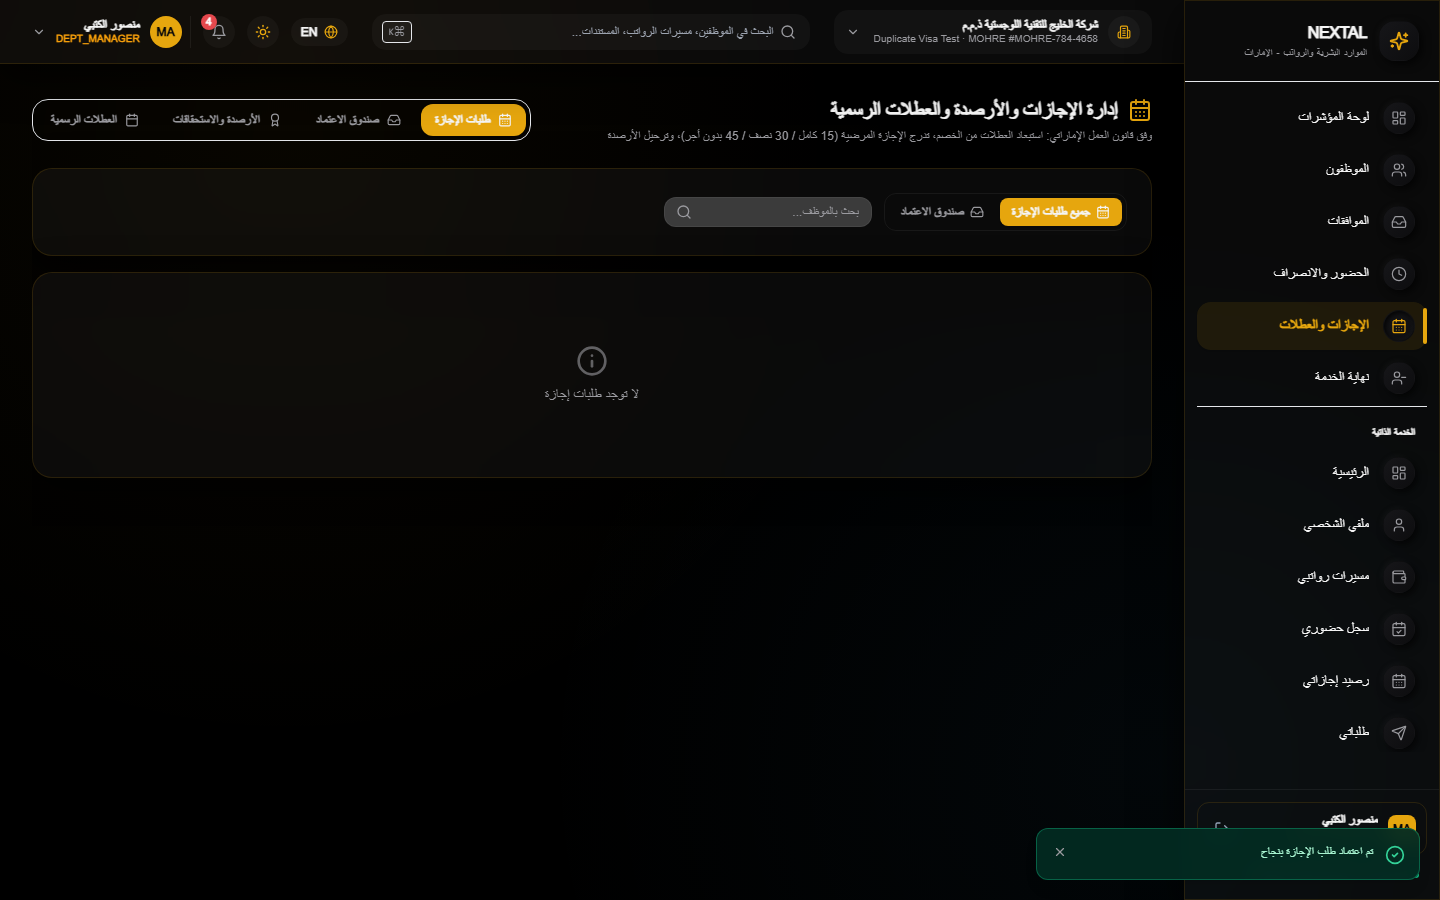 NEXTAL
الموارد البشرية والرواتب - الإمارات
لوحة المؤشرات
الموظفون
الموافقات
الحضور والانصراف
الإجازات والعطلات
نهاية الخدمة
الخدمة الذاتية
الرئيسية
ملفي الشخصي
مسيرات رواتبي
سجل حضوري
رصيد إجازاتي
طلباتي
منصور الكتبي
شركة الخليج للتقنية اللوجستية ذ.م.م
Duplicate Visa Test · MOHRE #MOHRE-784-4658
البحث في الموظفين، مسيرات الرواتب، المستندات...
⌘K
EN
4
MA
منصور الكتبي
DEPT_MANAGER
إدارة الإجازات والأرصدة والعطلات الرسمية
وفق قانون العمل الإماراتي: استبعاد العطلات من الخصم، تدرج الإجازة المرضية (15 كامل / 30 نصف / 45 بدون أجر)، وترحيل الأرصدة
طلبات الإجازة
صندوق الاعتماد
الأرصدة والاستحقاقات
العطلات الرسمية
جميع طلبات الإجازة
صندوق الاعتماد
بحث بالموظف...
لا توجد طلبات إجازة
تم اعتماد طلب الإجازة بنجاح